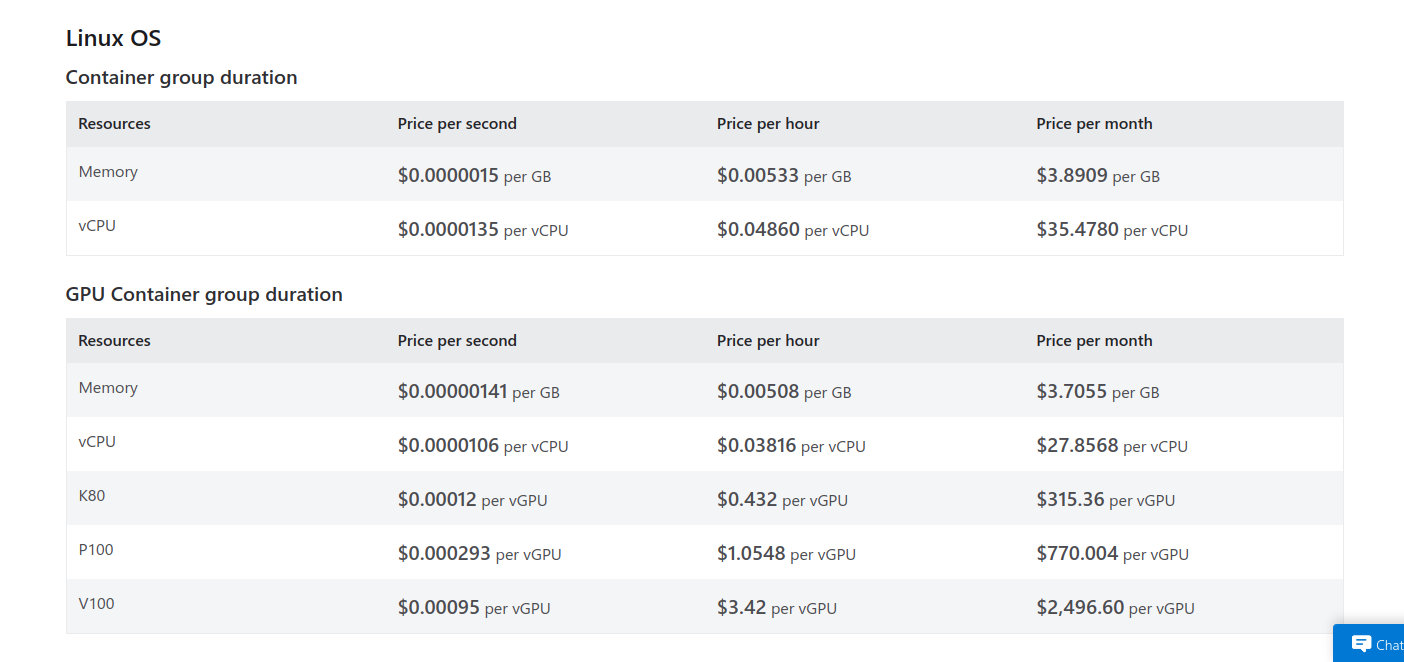 Linux OS
Container group duration
Resources Price per second Price per hour Price per month
Memory $0.0000015 per GB $0.00533 per GB $3.8909 per GB
vCPU $0.0000135 per vCPU $0.04860 per vCPU $35.4780 per vCPU
GPU Container group duration
Resources Price per second Price per hour Price per month
Memory $0.00000141 per GB $0.00508 per GB $3.7055 per GB
vCPU $0.0000106 per vCPU $0.03816 per vCPU $27.8568 per vCPU
K80 $0.00012 per vGPU $0.432 per vGPU $315.36 per vGPU
P100 $0.000293 per vGPU $1.0548 per vGPU $770.004 per vGPU
V100 $0.00095 per vGPU $3.42 per vGPU $2,496.60 per vGPU
Chat